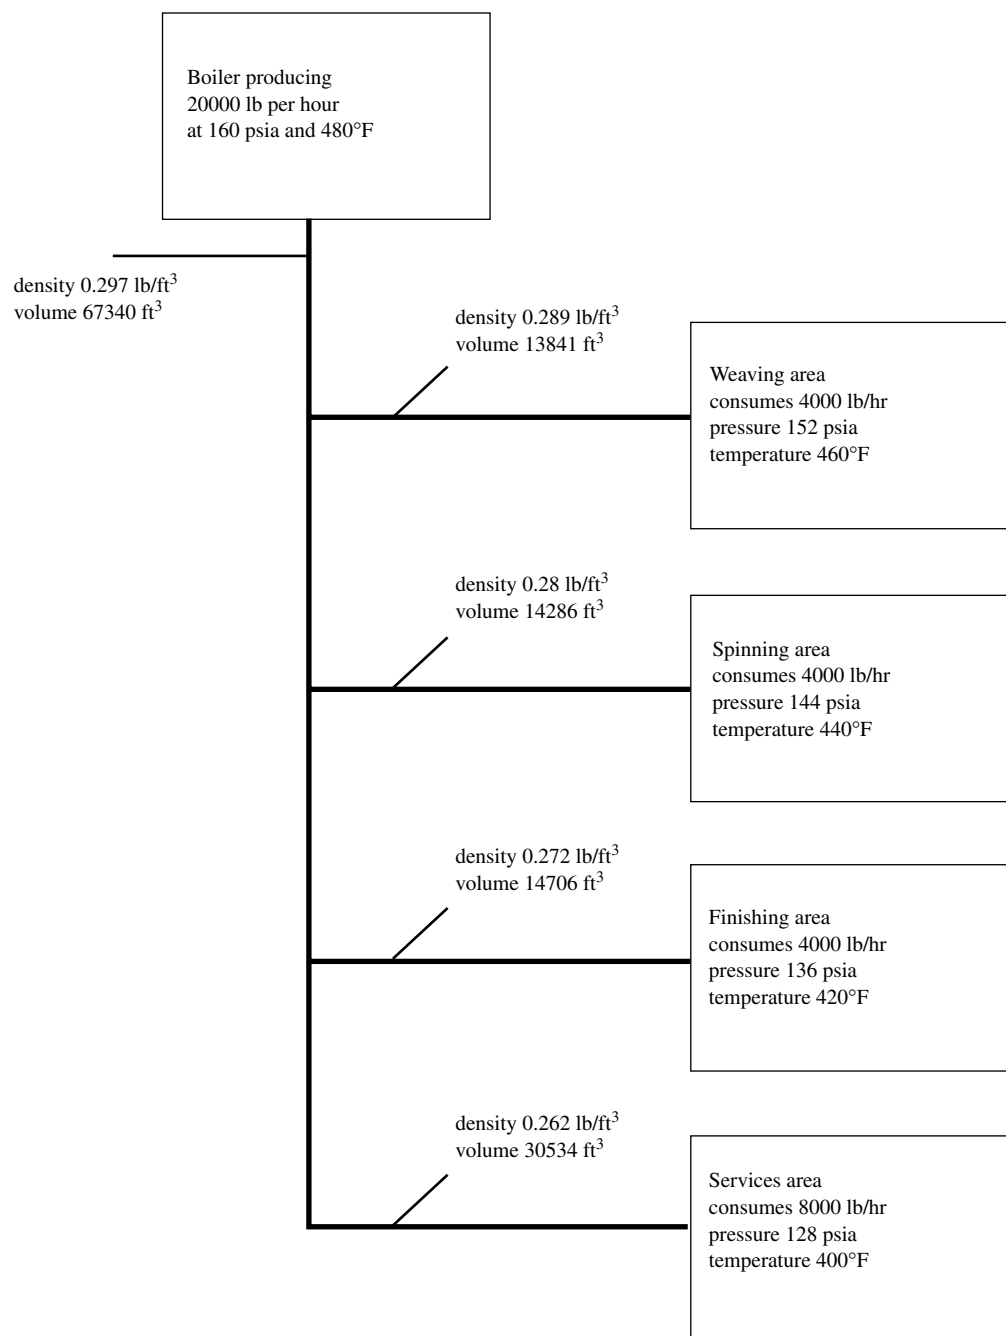 Boiler producing
20000 lb per hour
at 160 psia and 480°F
density 0.297 lb/ft³
volume 67340 ft³
density 0.289 lb/ft³
volume 13841 ft³
Weaving area
consumes 4000 lb/hr
pressure 152 psia
temperature 460°F
density 0.28 lb/ft³
volume 14286 ft³
Spinning area
consumes 4000 lb/hr
pressure 144 psia
temperature 440°F
density 0.272 lb/ft³
volume 14706 ft³
Finishing area
consumes 4000 lb/hr
pressure 136 psia
temperature 420°F
density 0.262 lb/ft³
volume 30534 ft³
Services area
consumes 8000 lb/hr
pressure 128 psia
temperature 400°F